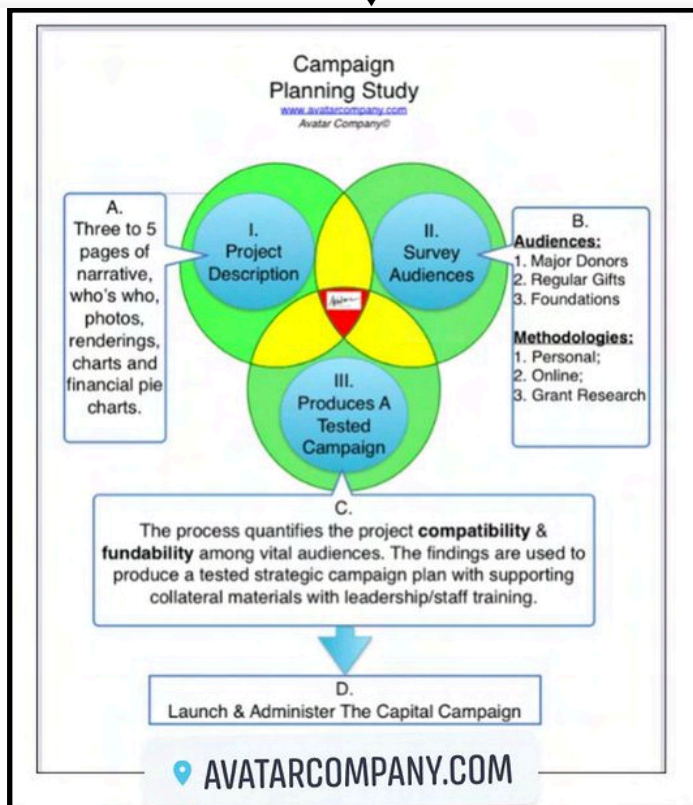 Campaign
Planning Study
www.avatarcompany.com
Avatar Company©
A.
Three to 5
pages of
narrative,
who's who,
photos,
renderings,
charts and
financial pie
charts.
I.
Project
Description
II.
Survey
Audiences
B.
Audiences:
1. Major Donors
2. Regular Gifts
3. Foundations
Methodologies:
1. Personal;
2. Online;
3. Grant Research
III.
Produces A
Tested
Campaign
C.
The process quantifies the project compatibility &
fundability among vital audiences. The findings are used to
produce a tested strategic campaign plan with supporting
collateral materials with leadership/staff training.
D.
Launch & Administer The Capital Campaign
AVATARCOMPANY.COM